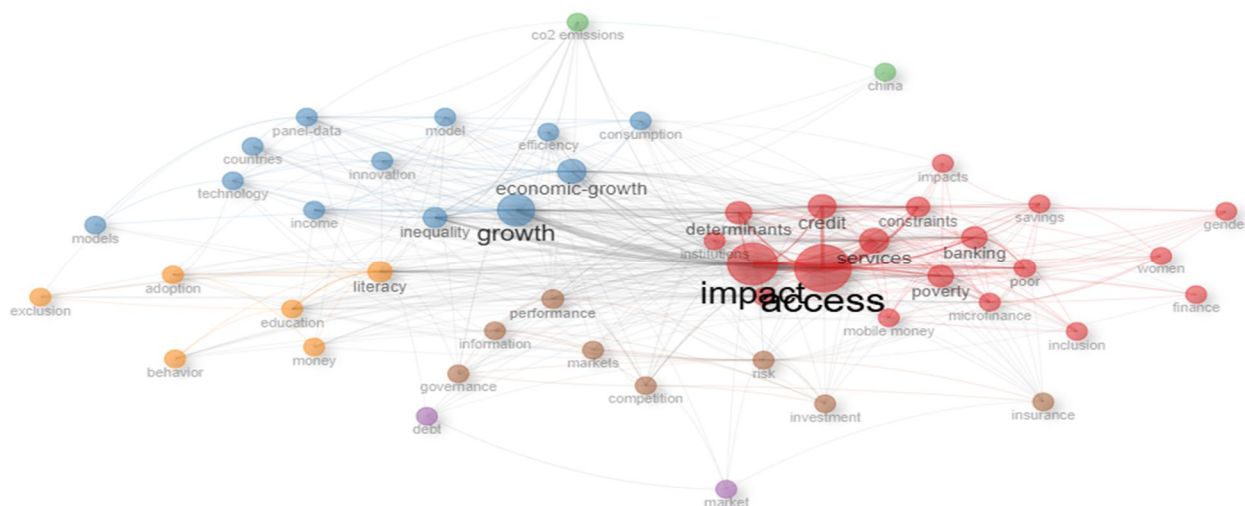 co2 emissions
china
panel-data
model
efficiency
consumption
countries
innovation
impacts
technology
economic-growth
income
inequality
growth
models
determinants
credit
constraints
savings
gender
institutions
services
banking
women
adoption
literacy
impact
access
poverty
poor
exclusion
education
performance
microfinance
finance
mobile money
information
inclusion
behavior
money
markets
risk
governance
competition
investment
insurance
debt
market